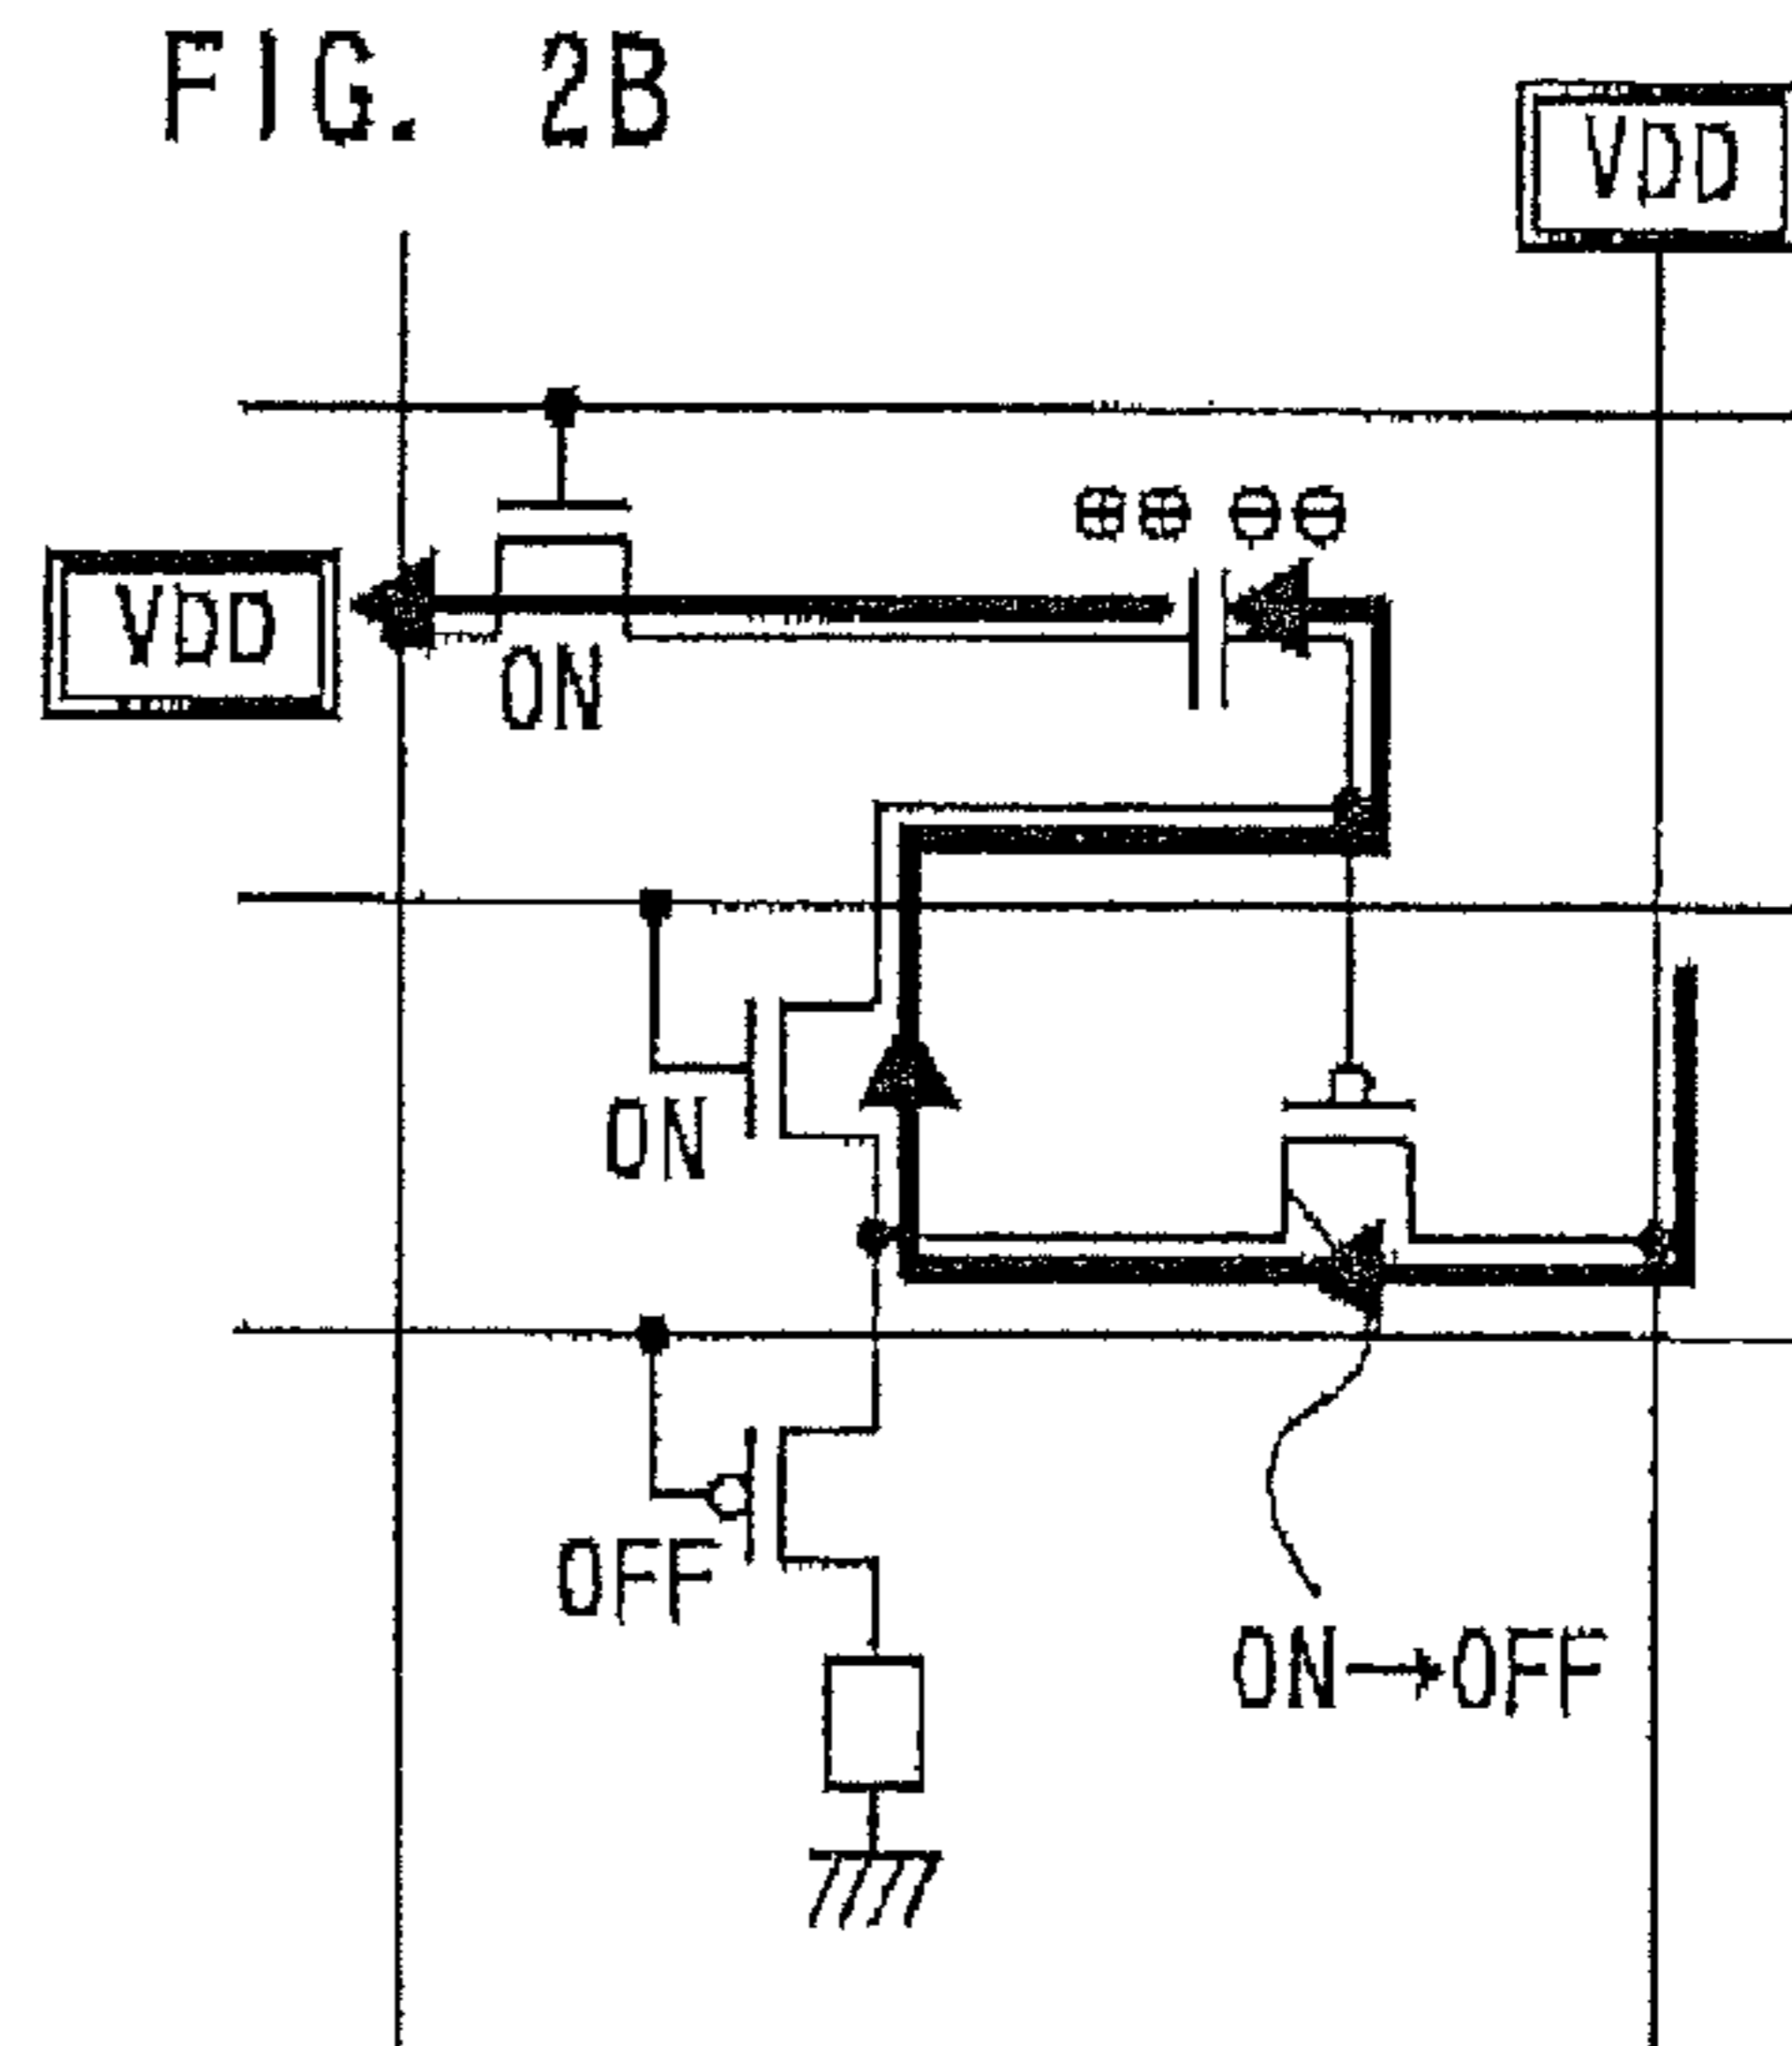 FIG. 2B
VDD
⊕⊕ ⊖⊖
VDD
ON
ON
OFF
ON→OFF